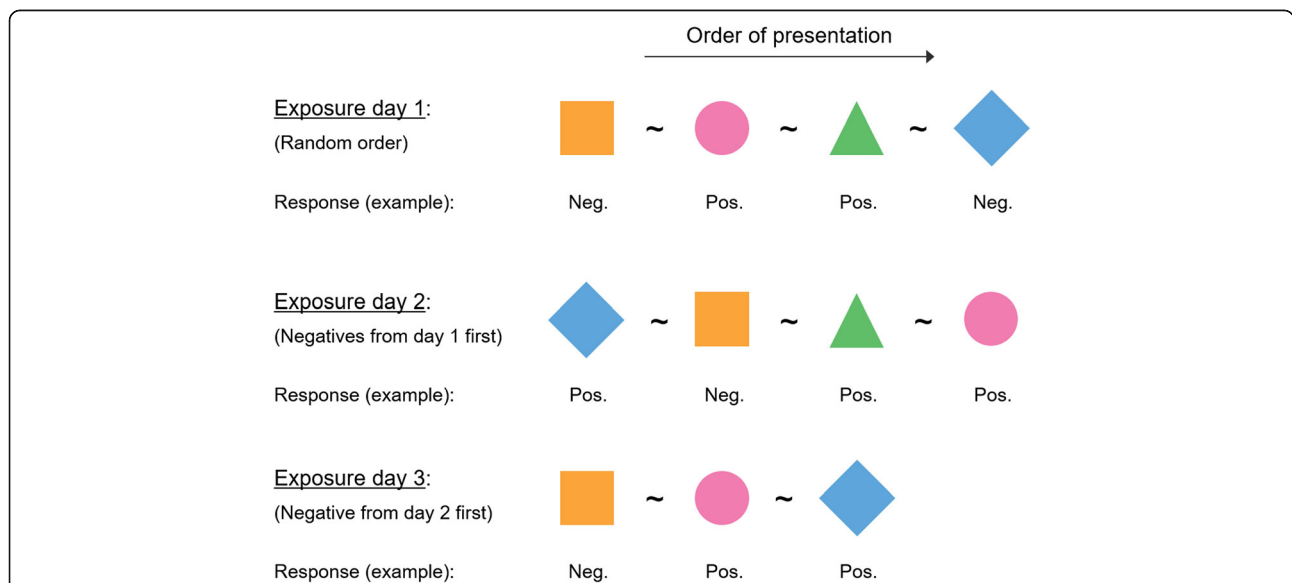 Order of presentation
Exposure day 1:
(Random order)
~ ~ ~
Response (example): Neg. Pos. Pos. Neg.
Exposure day 2:
(Negatives from day 1 first)
~ ~ ~
Response (example): Pos. Neg. Pos. Pos.
Exposure day 3:
(Negative from day 2 first)
~ ~
Response (example): Neg. Pos. Pos.